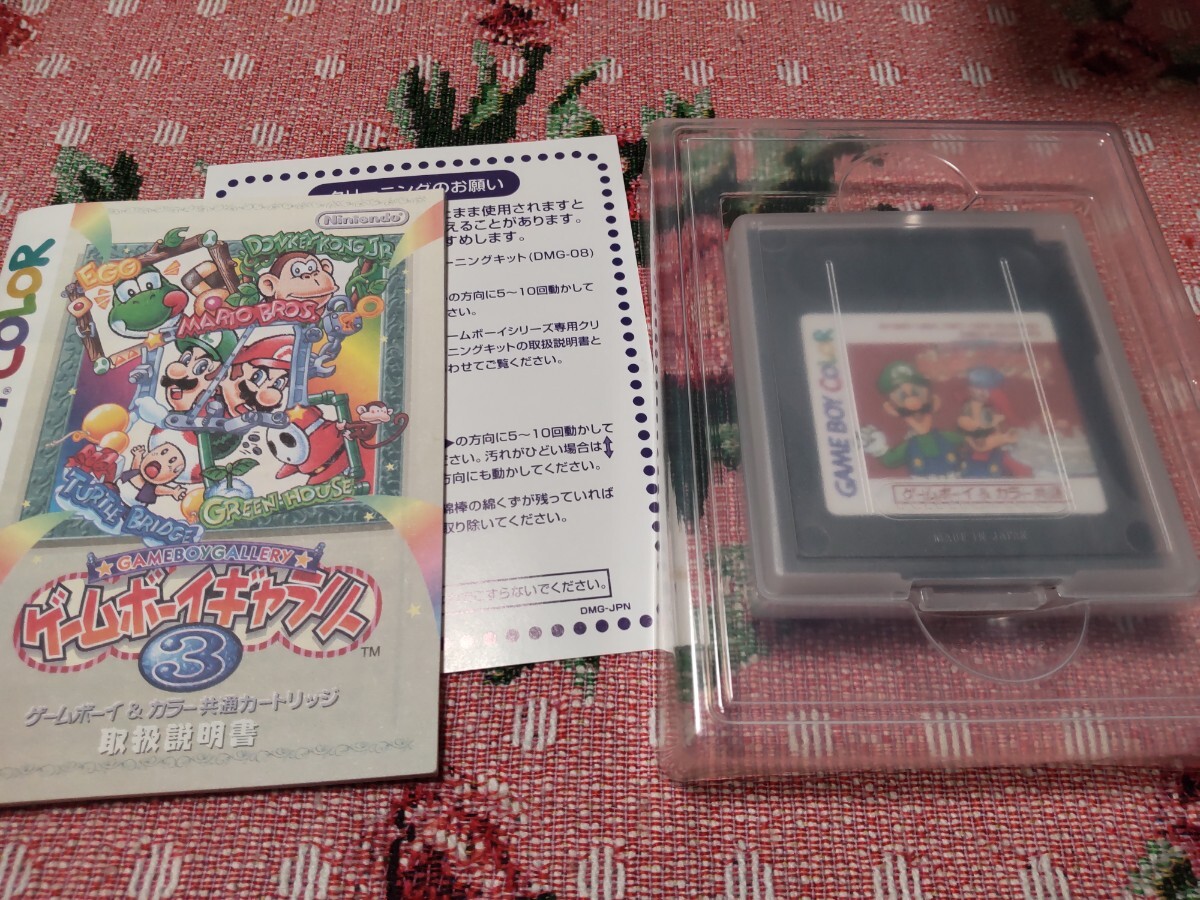 COLOR
Nintendo
EGG
DONKEY KONG JR.
MARIO BROS.
TURTLE BRIDGE
GREEN HOUSE
GAMEBOYGALLERY
ゲームボーイギャラリー
3
TM
ゲームボーイ & カラー共通カートリッジ
取扱説明書
クリーニングのお願い
まま使用されますと
えることがあります。
すめします。
ーニングキット(DMG-08)
の方向に5〜10回動かして
さい。
ームボーイシリーズ専用クリ
ニングキットの取扱説明書と
わせてご覧ください。
▶の方向に5〜10回動かして
ださい。汚れがひどい場合は
方向にも動かしてください。
綿棒の綿くずが残っていれば
取り除いてください。
こすらないでください。
DMG-JPN
GAME BOY COLOR
ゲームボーイ & カラー
MADE IN JAPAN